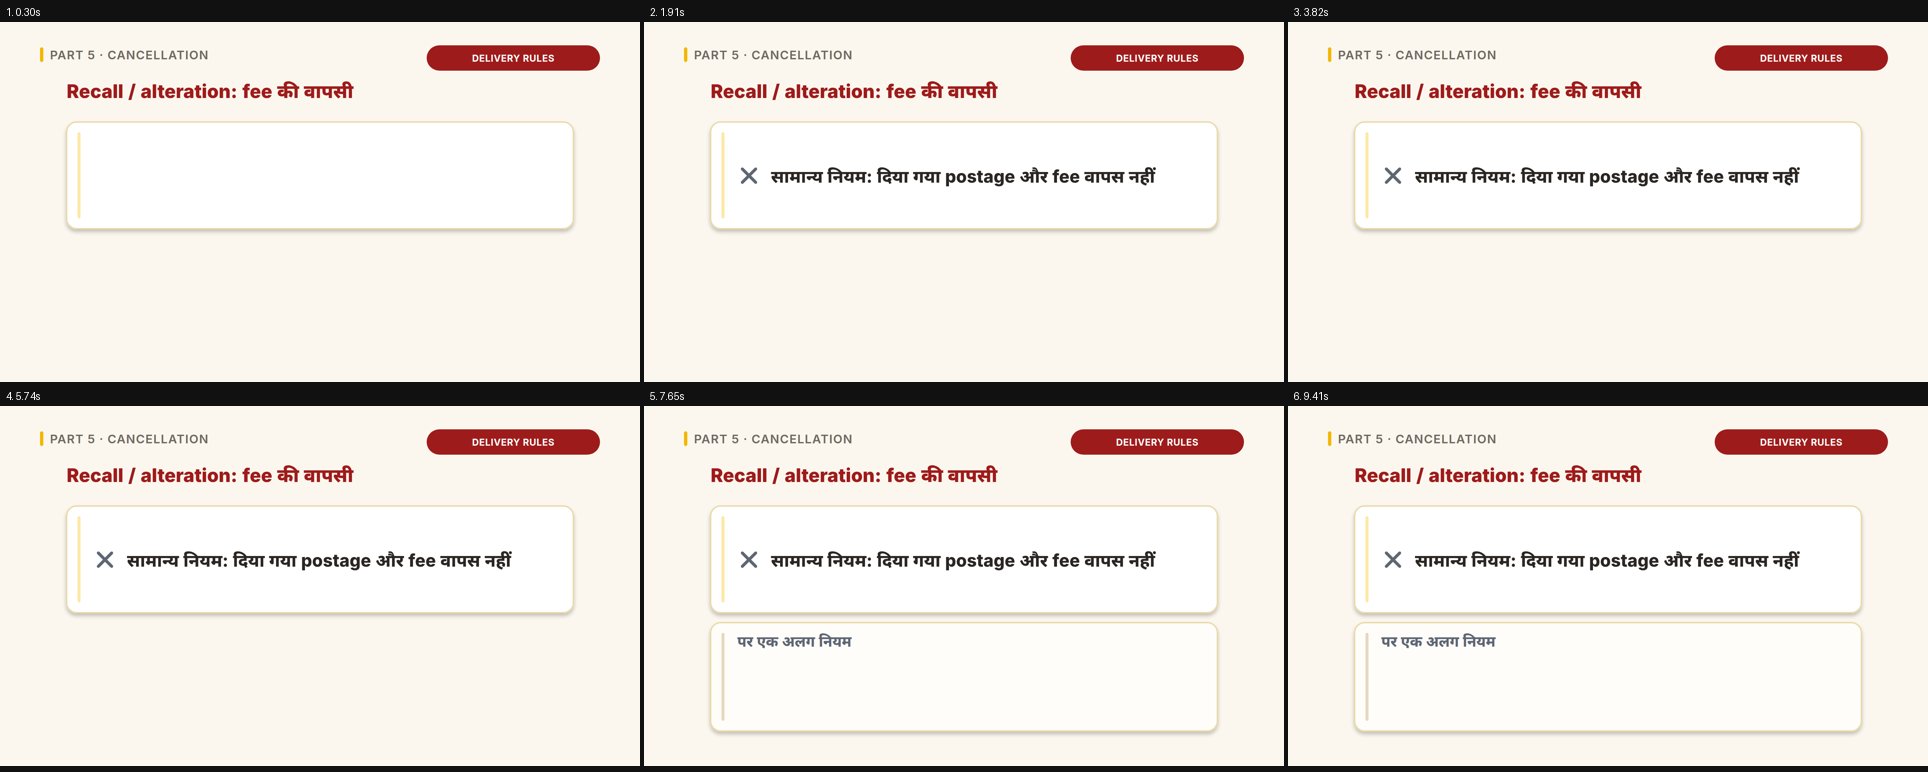 1. 0.30s
PART 5 · CANCELLATION
DELIVERY RULES
Recall / alteration: fee की वापसी
2. 1.91s
PART 5 · CANCELLATION
DELIVERY RULES
Recall / alteration: fee की वापसी
सामान्य नियम: दिया गया postage और fee वापस नहीं
3. 3.82s
PART 5 · CANCELLATION
DELIVERY RULES
Recall / alteration: fee की वापसी
सामान्य नियम: दिया गया postage और fee वापस नहीं
4. 5.74s
PART 5 · CANCELLATION
DELIVERY RULES
Recall / alteration: fee की वापसी
सामान्य नियम: दिया गया postage और fee वापस नहीं
5. 7.65s
PART 5 · CANCELLATION
DELIVERY RULES
Recall / alteration: fee की वापसी
सामान्य नियम: दिया गया postage और fee वापस नहीं
पर एक अलग नियम
6. 9.41s
PART 5 · CANCELLATION
DELIVERY RULES
Recall / alteration: fee की वापसी
सामान्य नियम: दिया गया postage और fee वापस नहीं
पर एक अलग नियम